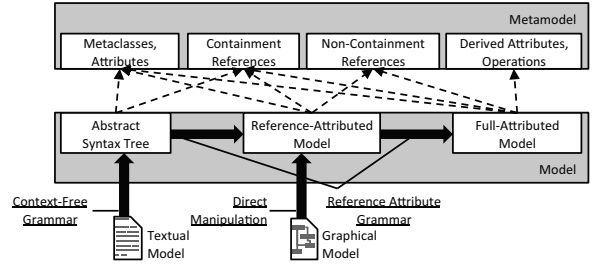 Metamodel
Metaclasses,
Attributes
Containment
References
Non-Containment
References
Derived Attributes,
Operations
Abstract
Syntax Tree
Reference-Attributed
Model
Full-Attributed
Model
Model
Context-Free
Grammar
Direct
Manipulation
Reference Attribute
Grammar
Textual
Model
Graphical
Model